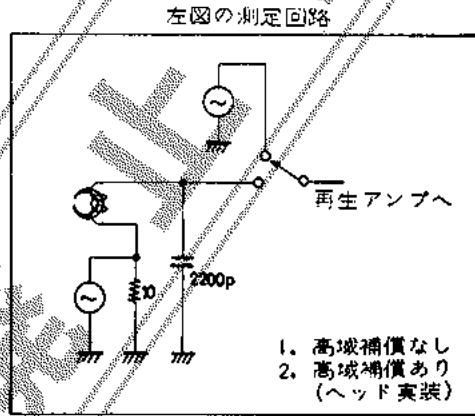 左図の測定回路
再生アンプへ
10
2200p
1. 高域補償なし
2. 高域補償あり
(ヘッド実装)